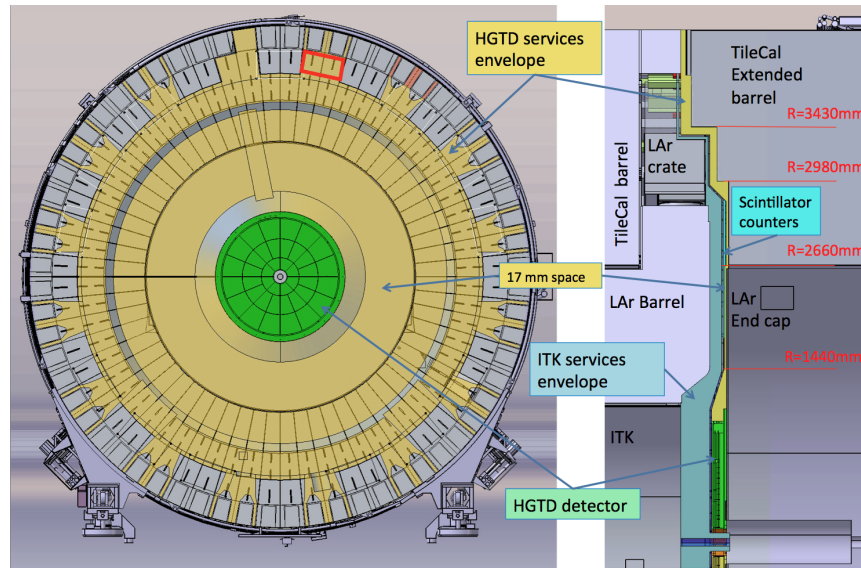 HGTD services
envelope
TileCal
Extended
barrel
R=3430mm
LAr
crate
TileCal barrel
R=2980mm
Scintillator
counters
R=2660mm
17 mm space
LAr Barrel
LAr
End cap
ITK services
envelope
R=1440mm
ITK
HGTD detector